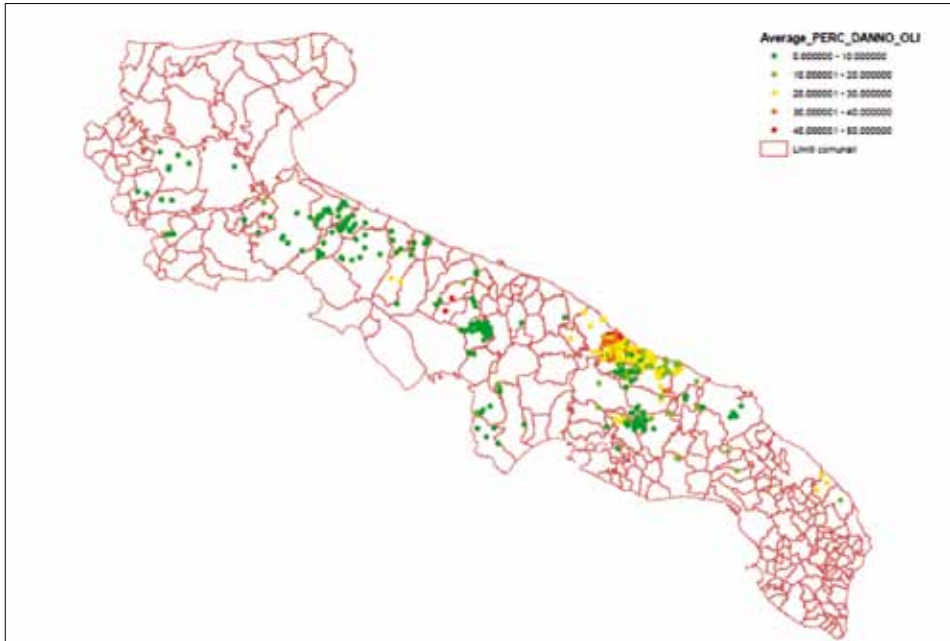 Average_PERC_DANNO_OLI
0.000000 - 10.000000
10.000001 - 20.000000
20.000001 - 30.000000
30.000001 - 40.000000
40.000001 - 50.000000
Limiti comunali